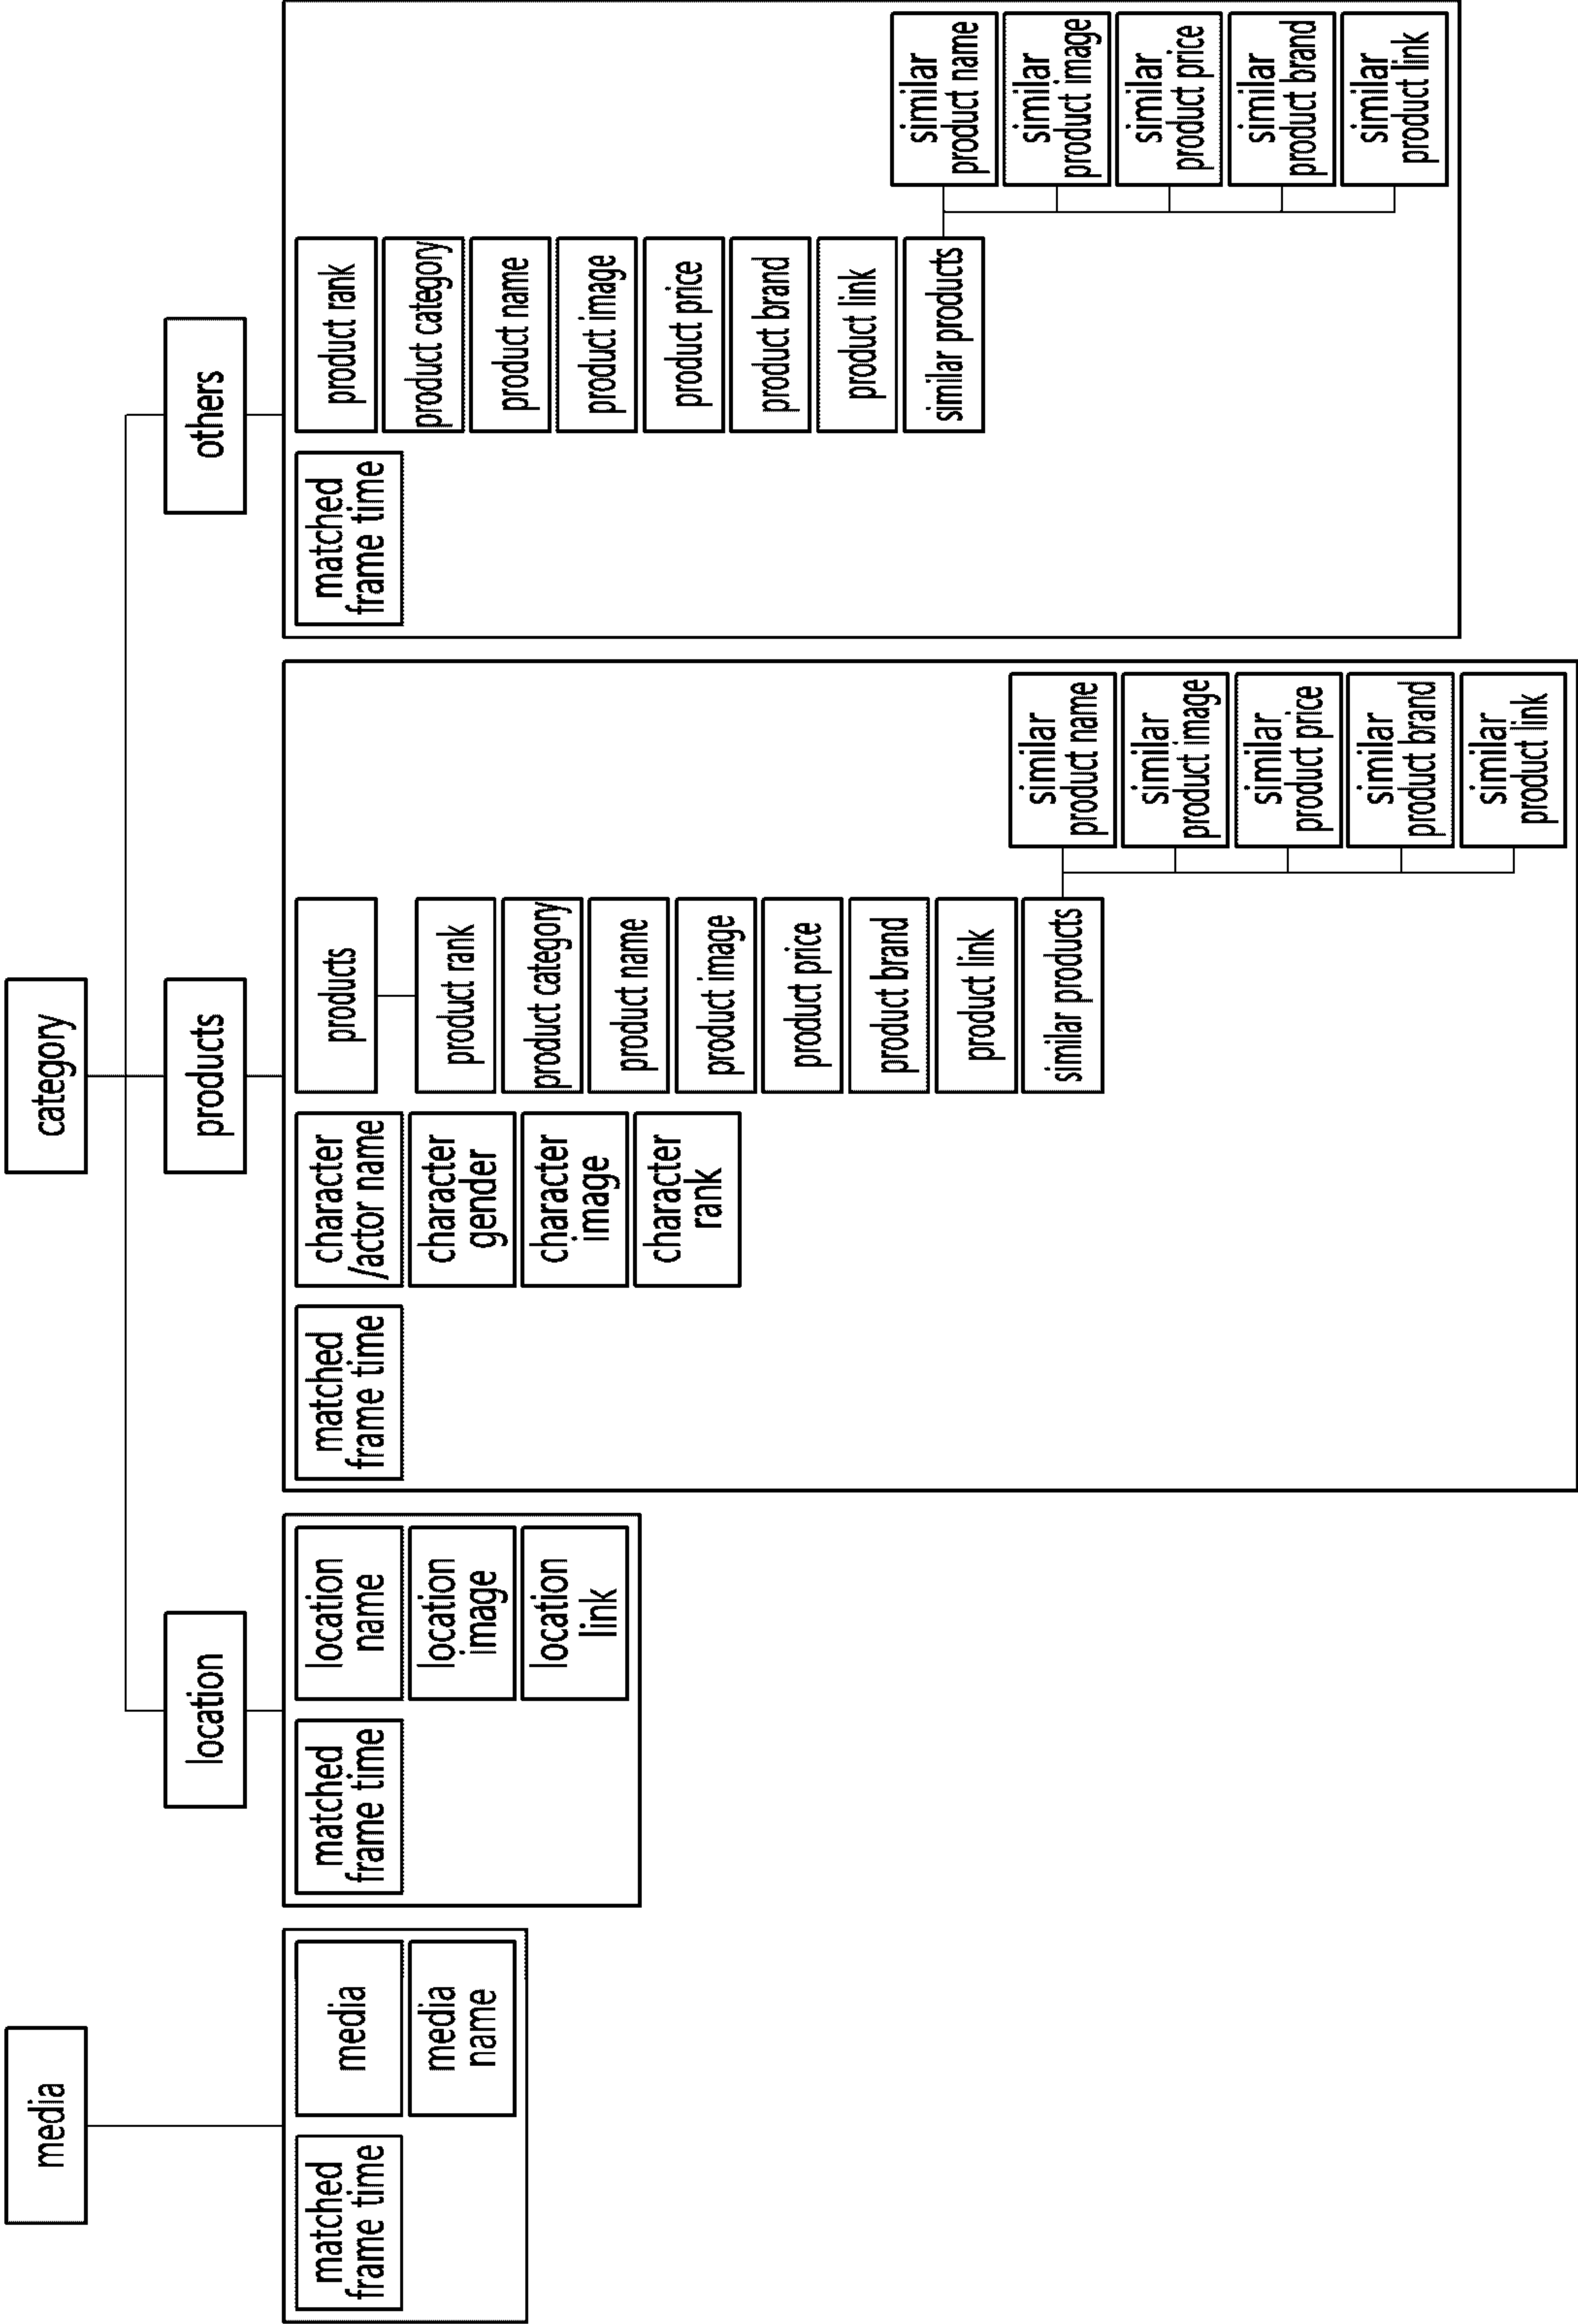 media
category
location
products
others
matched
frame time
media
media
name
matched
frame time
location
name
location
image
location
link
matched
frame time
character
/actor name
character
gender
character
image
character
rank
products
product rank
product category
product name
product image
product price
product brand
product link
similar products
similar
product name
similar
product image
similar
product price
similar
product brand
similar
product link
matched
frame time
product rank
product category
product name
product image
product price
product brand
product link
similar products
similar
product name
similar
product image
similar
product price
similar
product brand
similar
product link